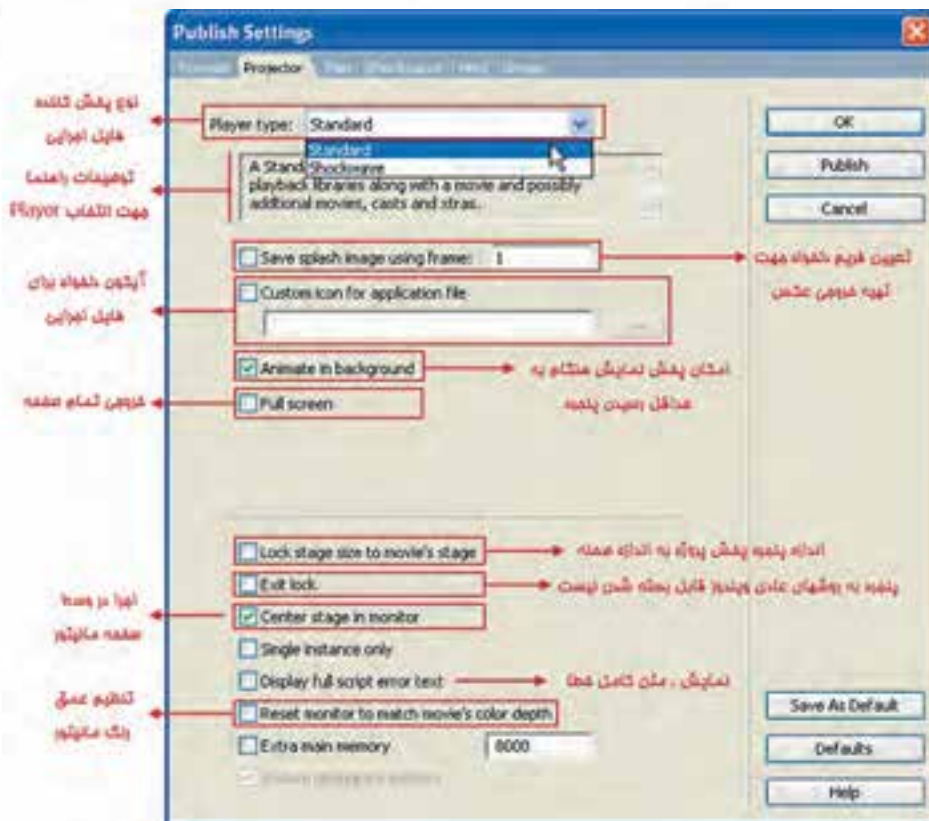 Publish Settings
Formats Projector Files Shockwave Html Image
نوع پخش کننده
فایل اجرایی
Player type: Standard
Standard
Shockwave
OK
A Stand
playback libraries along with a movie and possibly
additional movies, casts and xtras.
توضیحات راهنما
جهت انتخاب Player
Publish
Cancel
Save splash image using frame: 1
تعیین فریم دلخواه جهت
تهیه خروجی عکس
Custom icon for application file
آیکون دلخواه برای
فایل اجرایی
Animate in background
امکان پخش نمایش هنگام به
حداقل رسیدن پنجره
Full screen
خروجی تمام صفحه
Lock stage size to movie's stage
اندازه پنجره پخش پروژه به اندازه صحنه
Exit lock
پنجره به روشهای عادی ویندوز قابل بسته شدن نیست
Center stage in monitor
اجرا در وسط
صفحه مانیتور
Single instance only
Display full script error text
نمایش ، متن کامل خطا
Reset monitor to match movie's color depth
تنظیم عمق
رنگ مانیتور
Extra main memory 8000
Save As Default
Defaults
Help